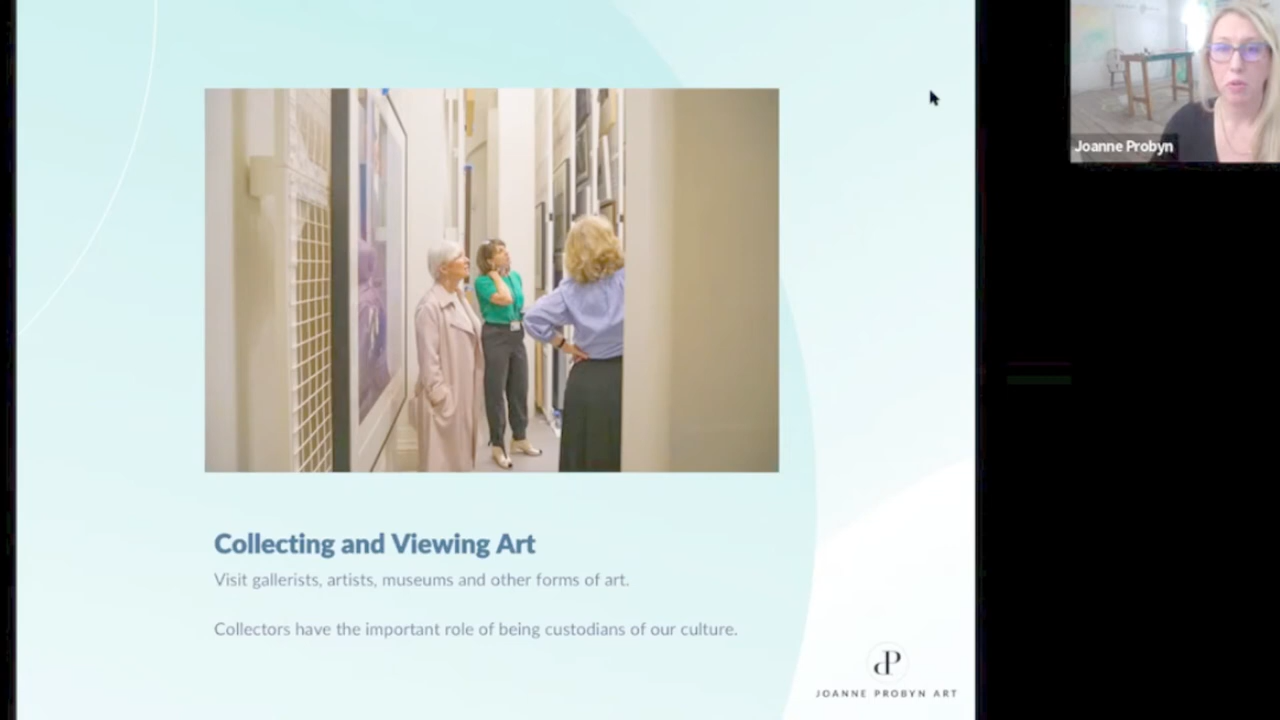 Joanne Probyn
Collecting and Viewing Art
Visit gallerists, artists, museums and other forms of art.
Collectors have the important role of being custodians of our culture.
JP
JOANNE PROBYN ART